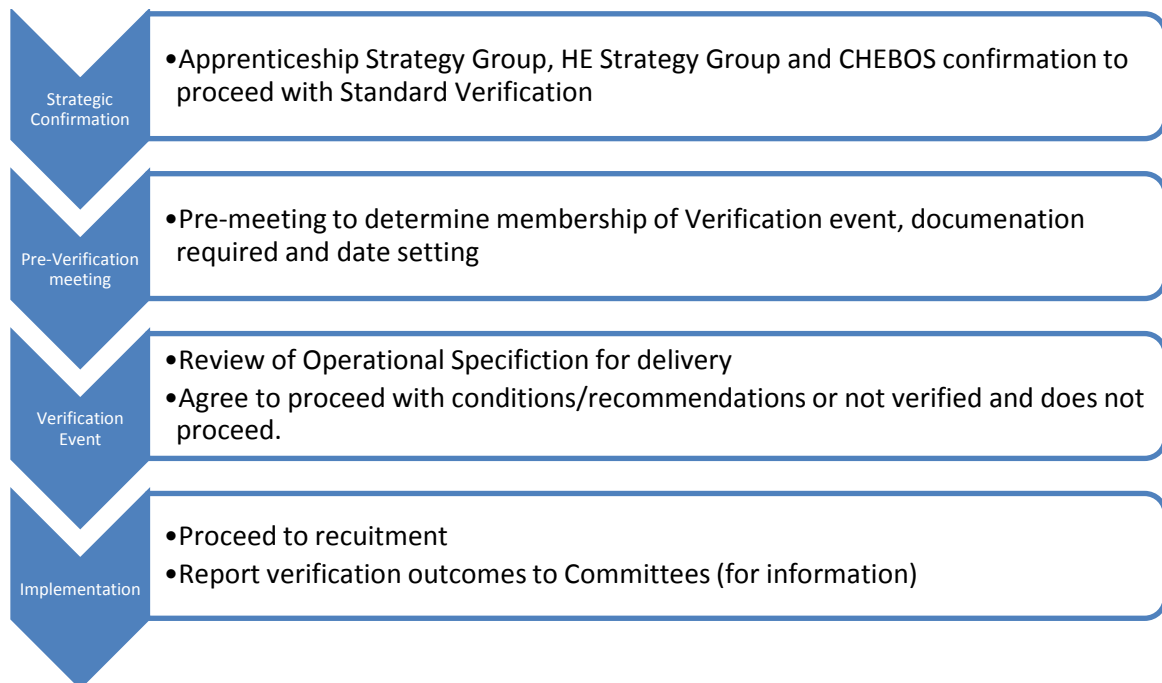 Strategic
Confirmation
•Apprenticeship Strategy Group, HE Strategy Group and CHEBOS confirmation to
proceed with Standard Verification
Pre-Verification
meeting
•Pre-meeting to determine membership of Verification event, documenation
required and date setting
Verification
Event
•Review of Operational Specifiction for delivery
•Agree to proceed with conditions/recommendations or not verified and does not
proceed.
Implementation
•Proceed to recuitment
•Report verification outcomes to Committees (for information)